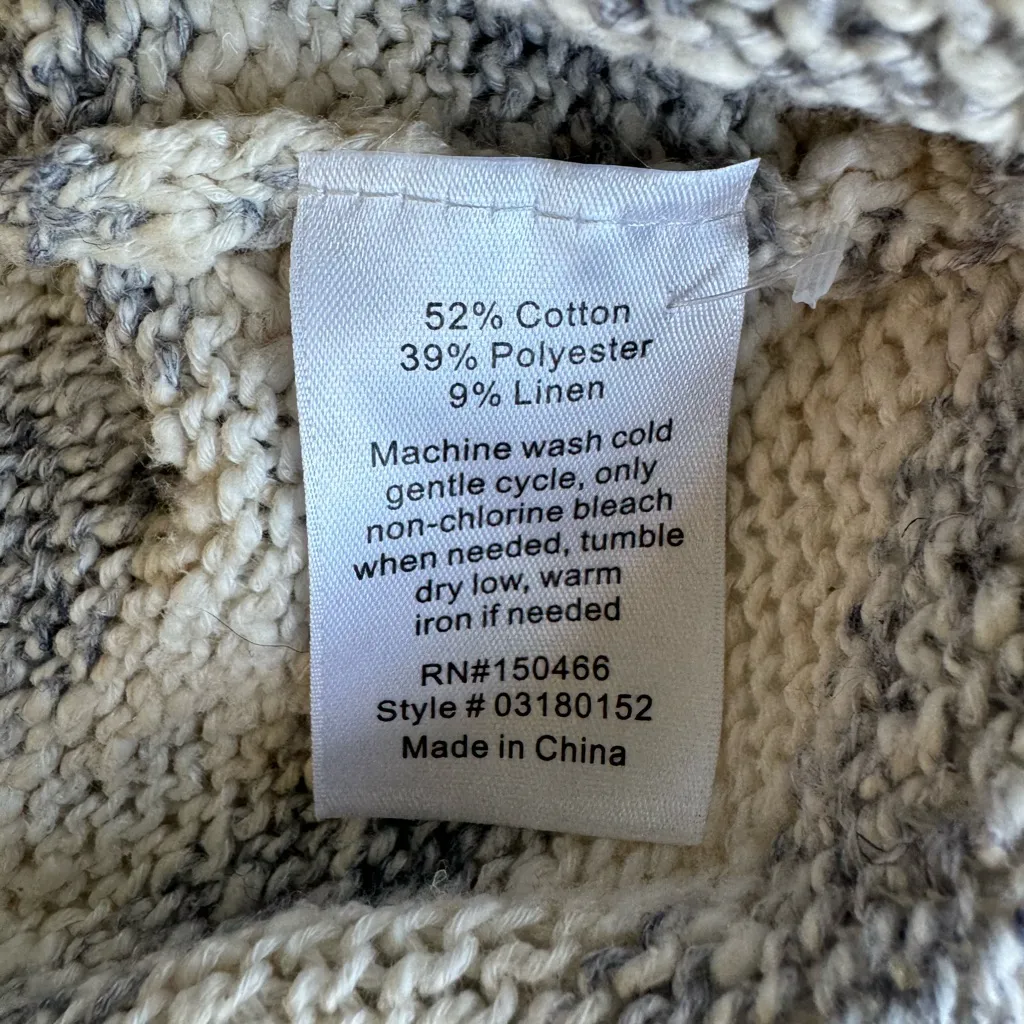 52% Cotton
39% Polyester
9% Linen
Machine wash cold
gentle cycle, only
non-chlorine bleach
when needed, tumble
dry low, warm
iron if needed
RN#150466
Style # 03180152
Made in China